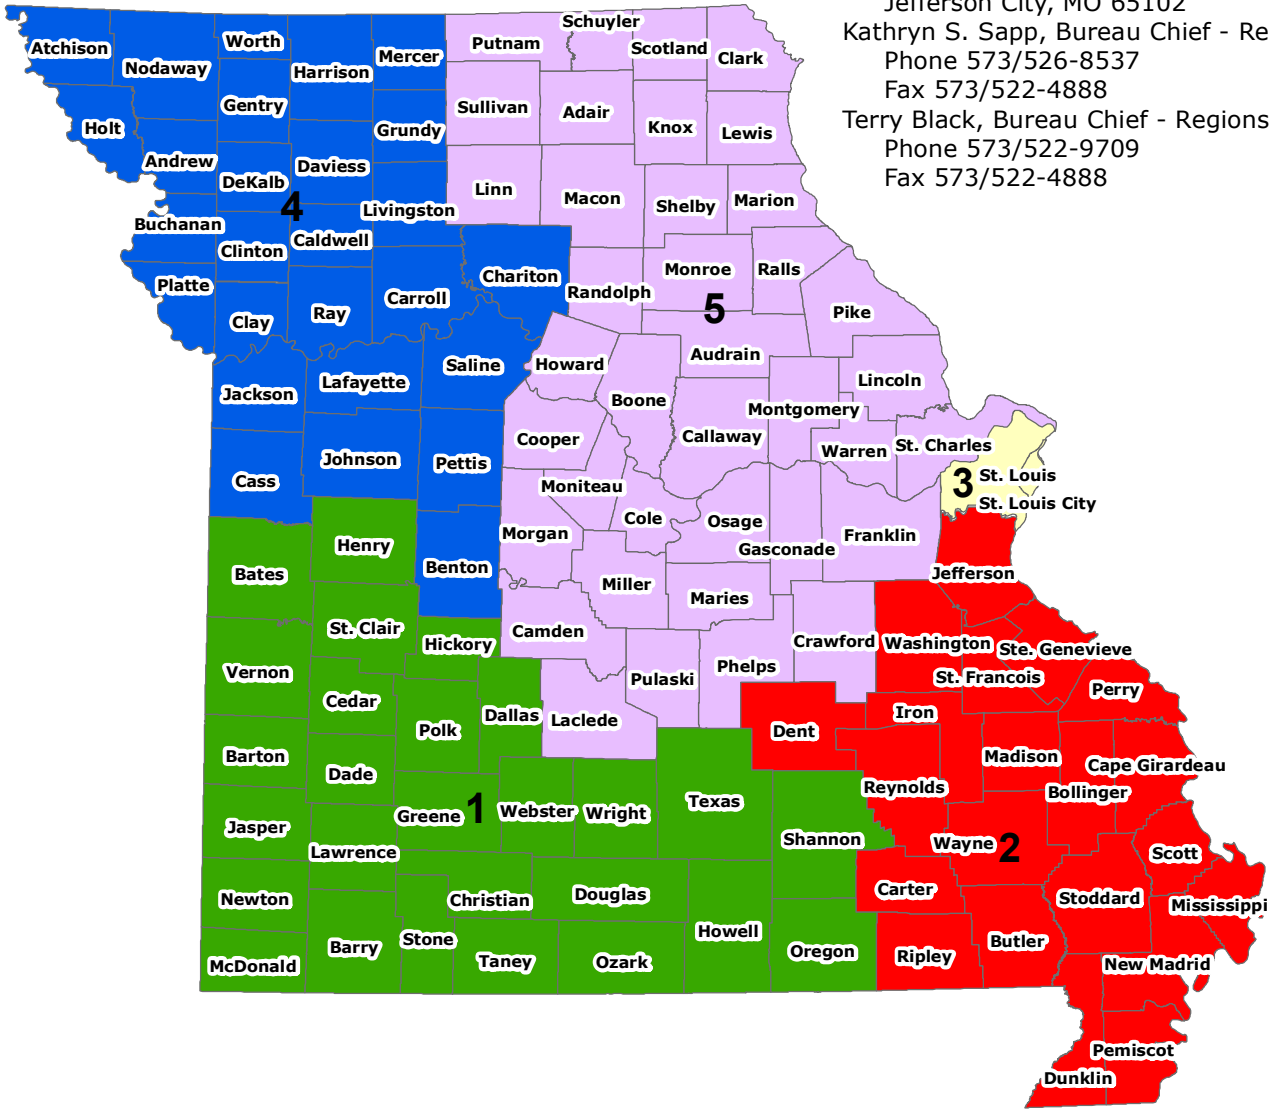 Jefferson City, MO 65102
Kathryn S. Sapp, Bureau Chief - Re
Phone 573/526-8537
Fax 573/522-4888
Terry Black, Bureau Chief - Regions
Phone 573/522-9709
Fax 573/522-4888
Atchison
Nodaway
Worth
Harrison
Mercer
Putnam
Schuyler
Scotland
Clark
Holt
Gentry
Grundy
Sullivan
Adair
Knox
Lewis
Andrew
DeKalb
Daviess
Livingston
Linn
Macon
Shelby
Marion
4
Buchanan
Clinton
Caldwell
Chariton
Randolph
Monroe
Ralls
Platte
Clay
Ray
Carroll
5
Pike
Jackson
Lafayette
Saline
Howard
Boone
Audrain
Lincoln
Montgomery
Cooper
Callaway
Warren
St. Charles
Cass
Johnson
Pettis
Moniteau
3
St. Louis
St. Louis City
Henry
Morgan
Cole
Osage
Gasconade
Franklin
Bates
Benton
Miller
Maries
Jefferson
St. Clair
Hickory
Camden
Crawford
Washington
Ste. Genevieve
Vernon
Pulaski
Phelps
St. Francois
Perry
Cedar
Polk
Dallas
Laclede
Dent
Iron
Barton
Dade
Madison
Cape Girardeau
Reynolds
Bollinger
Jasper
Greene
1
Webster
Wright
Texas
Shannon
Wayne
2
Scott
Lawrence
Newton
Christian
Douglas
Carter
Stoddard
Mississippi
McDonald
Barry
Stone
Taney
Ozark
Howell
Oregon
Ripley
Butler
New Madrid
Pemiscot
Dunklin